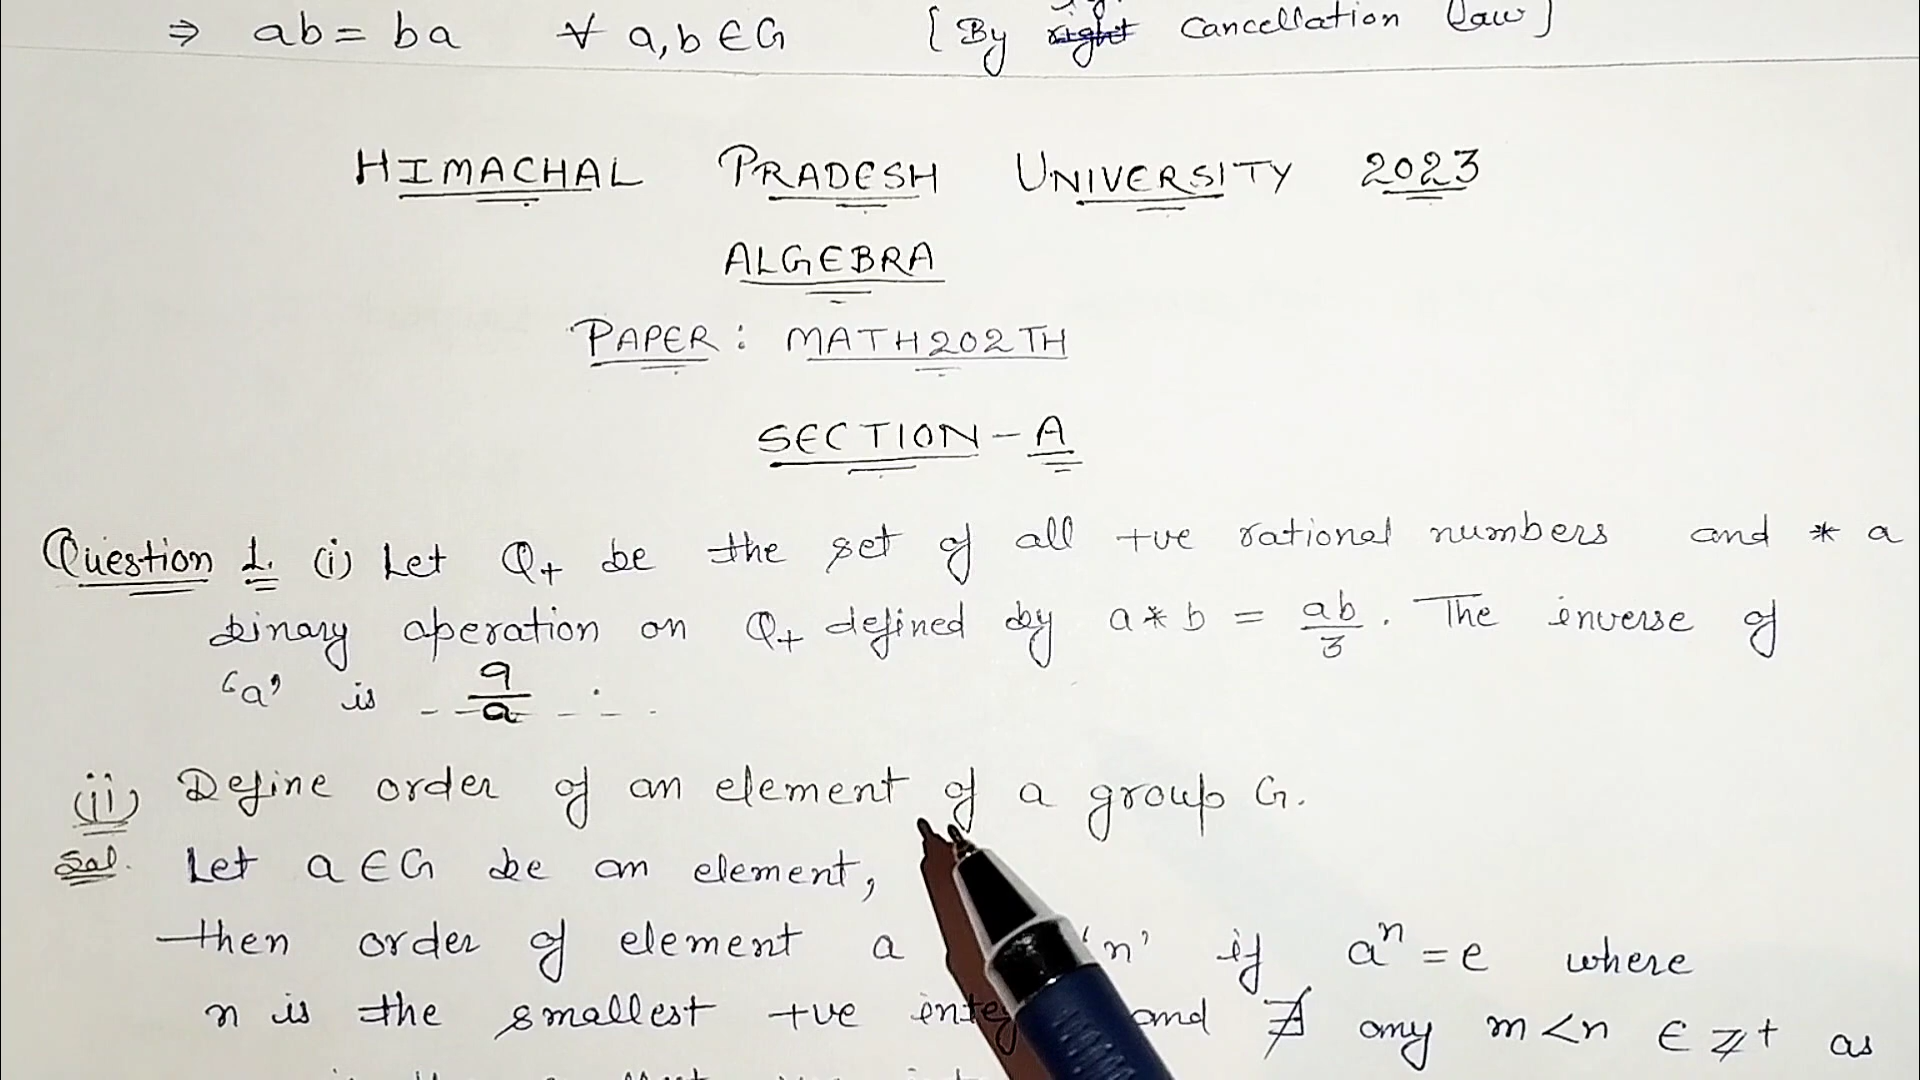 ⇒ ab = ba ∀ a,b ∈ G [By Cancellation law]
HIMACHAL PRADESH UNIVERSITY 2023
ALGEBRA
PAPER : MATH202TH
SECTION - A
Question 1. (i) Let Q+ be the set of all +ve rational numbers and * a
binary operation on Q+ defined by a * b = ab/3 . The inverse of
‘a’ is 9/a .
(ii) Define order of an element of a group G.
Sol. Let a ∈ G be an element,
then order of element a ‘n’ if aⁿ = e where
n is the smallest +ve and ∄ any m < n ∈ Z+ as